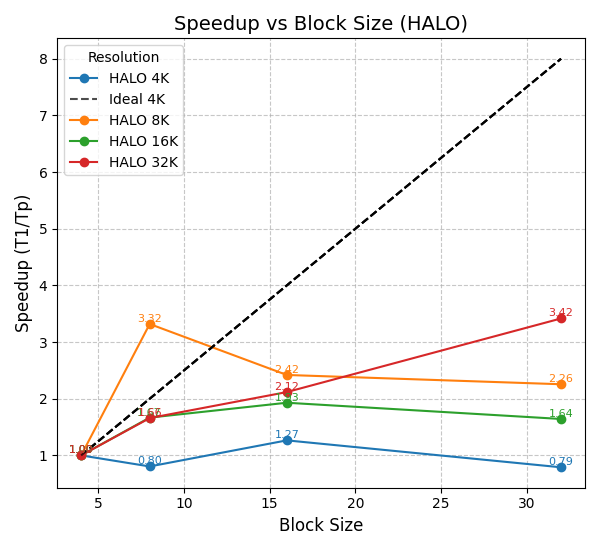 Speedup vs Block Size (HALO)
Resolution
HALO 4K
Ideal 4K
HALO 8K
HALO 16K
HALO 32K
Speedup (T1/Tp)
8
7
6
5
4
3
2
1
3.32
2.42
2.12
1.93
1.27
0.80
1.00
3.42
2.26
1.64
0.79
5
10
15
20
25
30
Block Size